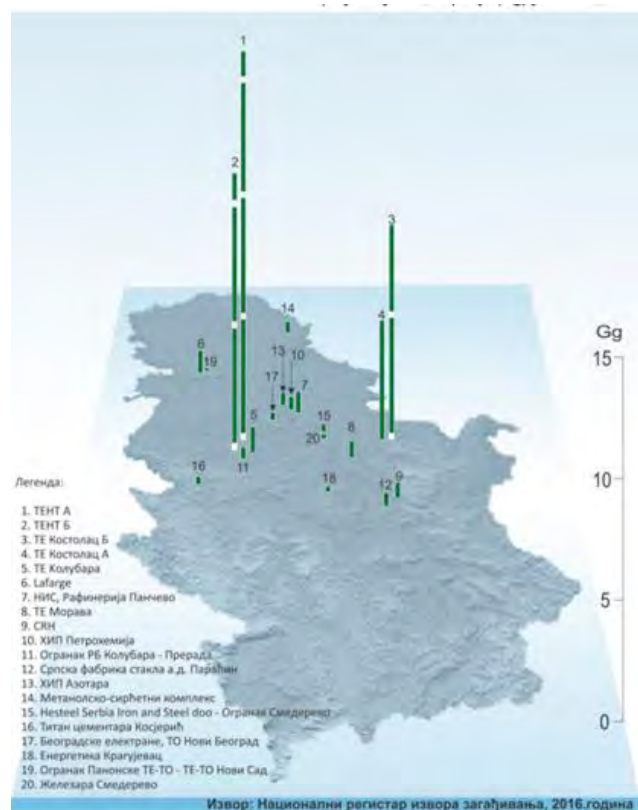 1
2
3
4
14
6
19
13
10
17
7
5
15
20
8
11
16
18
12
9
Gg
15
10
5
0
Легенда:
1. ТЕНТ А
2. ТЕНТ Б
3. ТЕ Костолац Б
4. ТЕ Костолац А
5. ТЕ Колубара
6. Lafarge
7. НИС, Рафинерија Панчево
8. ТЕ Морава
9. CRH
10. ХИП Петрохемија
11. Огранак РБ Колубара - Прерада
12. Српска фабрика стакла а.д. Параћин
13. ХИП Азотара
14. Метанолско-сирћетни комплекс
15. Hesteel Serbia Iron and Steel doo - Огранак Смедерево
16. Титан цементара Косјерић
17. Београдске електране, ТО Нови Београд
18. Енергетика Крагујевац
19. Огранак Панонске ТЕ-ТО - ТЕ-ТО Нови Сад
20. Железара Смедерево
Извор: Национални регистар извора загађивања, 2016.година